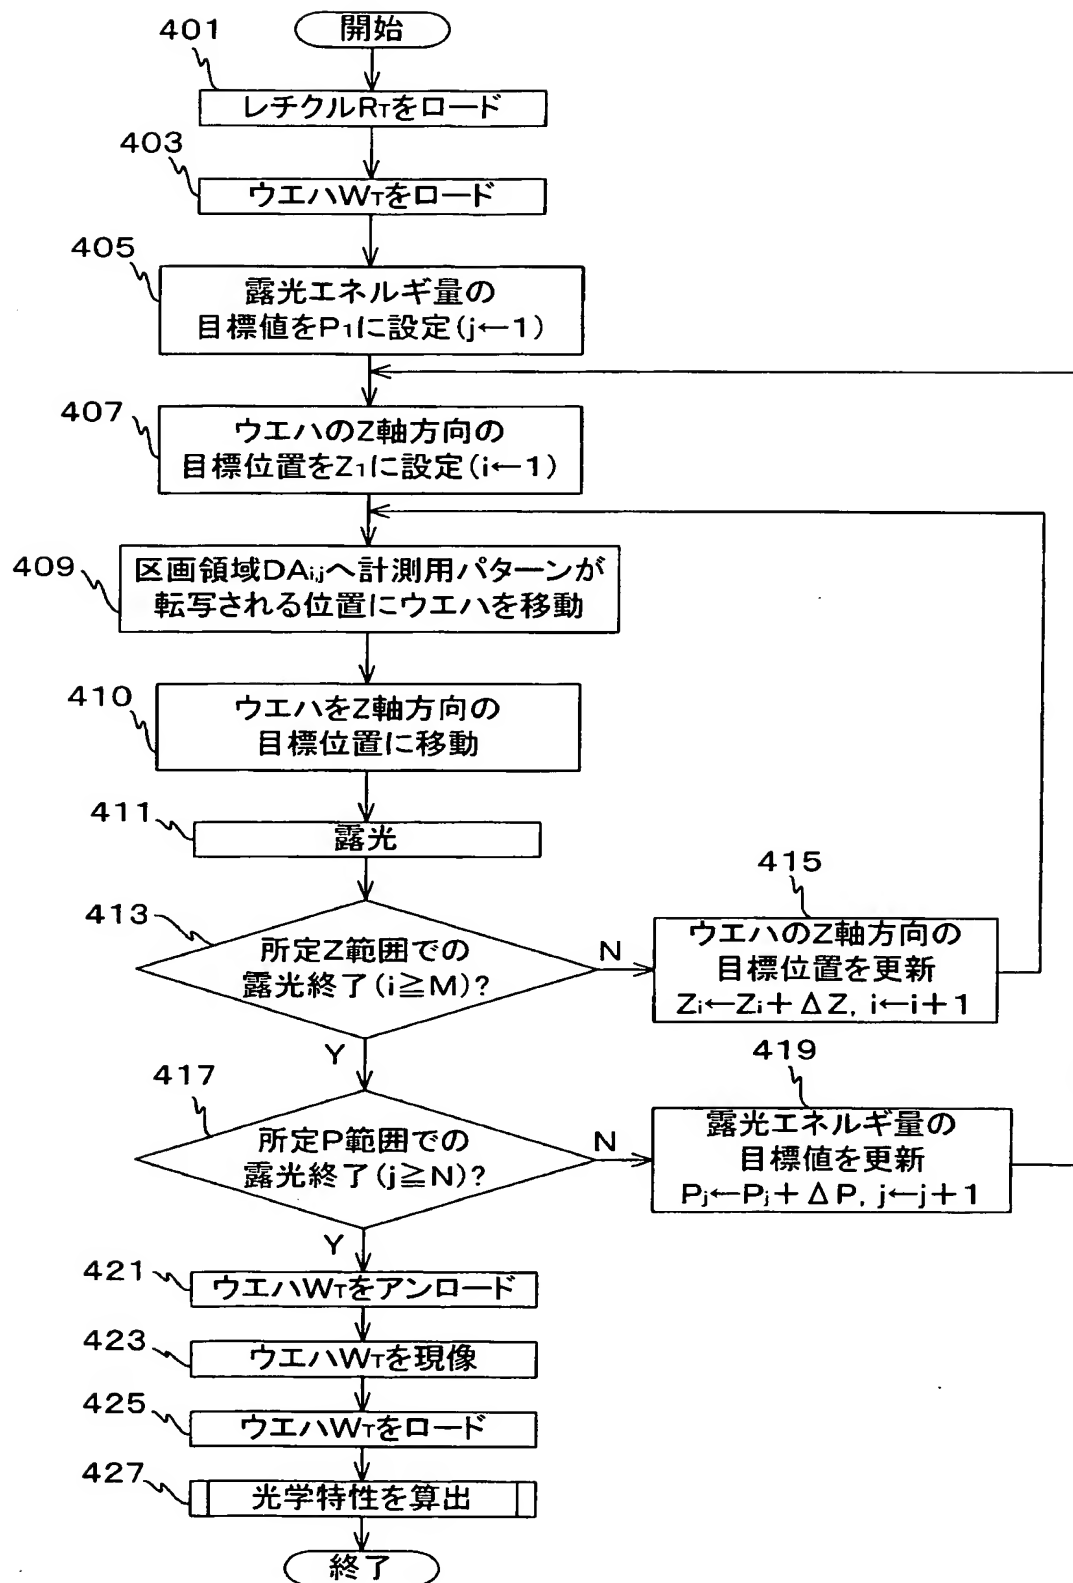 開始
401
レチクルRTをロード
403
ウエハWTをロード
405
露光エネルギ量の
目標値をP1に設定(j←1)
407
ウエハのZ軸方向の
目標位置をZ1に設定(i←1)
409
区画領域DAi,jへ計測用パターンが
転写される位置にウエハを移動
410
ウエハをZ軸方向の
目標位置に移動
411
露光
413
所定Z範囲での
露光終了(i≧M)?
N
Y
415
ウエハのZ軸方向の
目標位置を更新
Zi←Zi+ΔZ, i←i+1
417
所定P範囲での
露光終了(j≧N)?
N
Y
419
露光エネルギ量の
目標値を更新
Pj←Pj+ΔP, j←j+1
421
ウエハWTをアンロード
423
ウエハWTを現像
425
ウエハWTをロード
427
光学特性を算出
終了